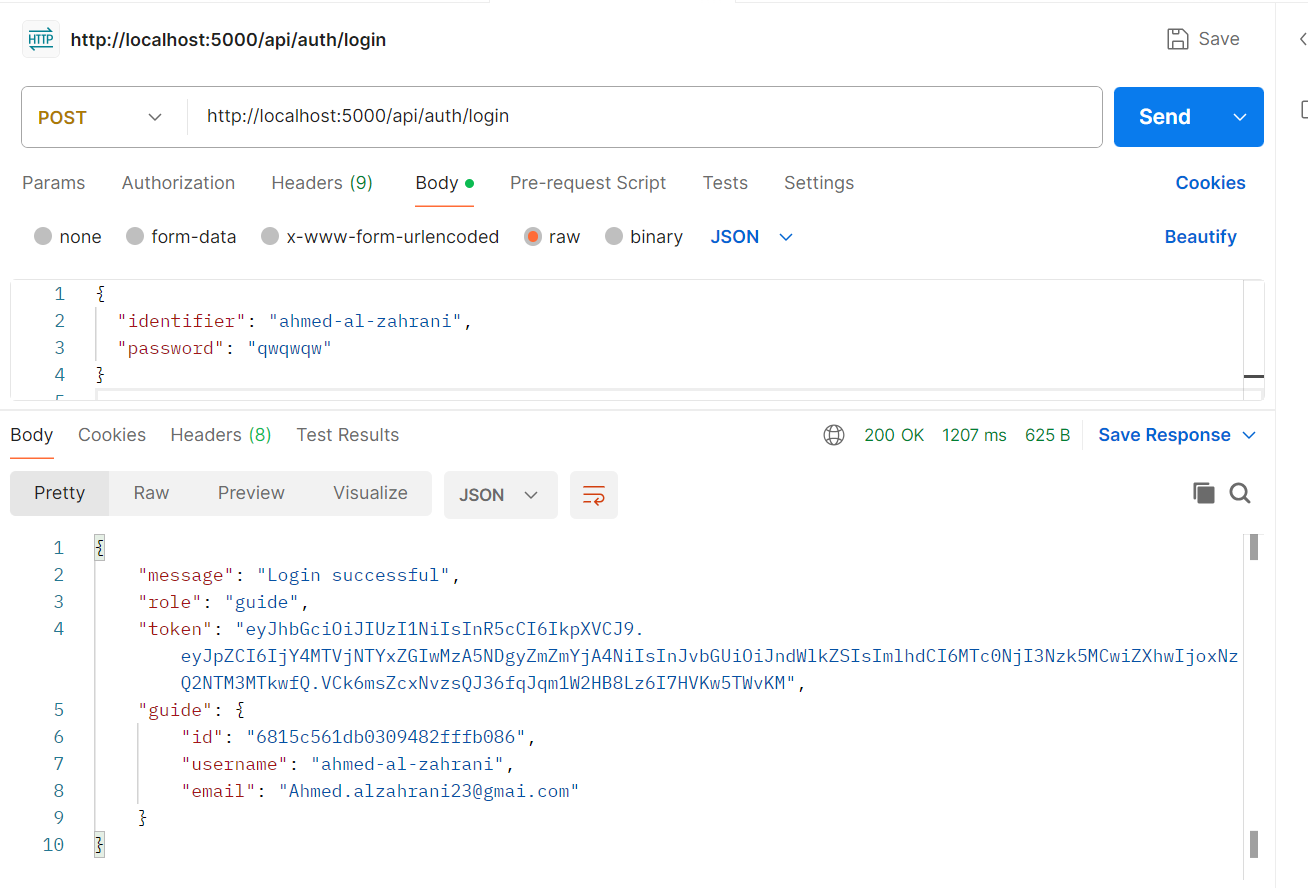 HTTP http://localhost:5000/api/auth/login Save
POST http://localhost:5000/api/auth/login Send
Params Authorization Headers (9) Body Pre-request Script Tests Settings Cookies
none form-data x-www-form-urlencoded raw binary JSON Beautify
1 {
2 "identifier": "ahmed-al-zahrani",
3 "password": "qwqwqw"
4 }
5
Body Cookies Headers (8) Test Results 200 OK 1207 ms 625 B Save Response
Pretty Raw Preview Visualize JSON
1 {
2 "message": "Login successful",
3 "role": "guide",
4 "token": "eyJhbGciOiJIUzI1NiIsInR5cCI6IkpXVCJ9.
eyJpZCI6IjY4MTVjNTYxZGIwMzA5NDgyZmZmYjA4NiIsInJvbGUiOiJndWlkZSIsImlhdCI6MTc0NjI3Nzk5MCwiZXhwIjoxNz
Q2NTM3MTkwfQ.VCk6msZcxNvzsQJ36fqJqm1W2HB8Lz6I7HVKw5TWvKM",
5 "guide": {
6 "id": "6815c561db0309482fffb086",
7 "username": "ahmed-al-zahrani",
8 "email": "Ahmed.alzahrani23@gmai.com"
9 }
10 }